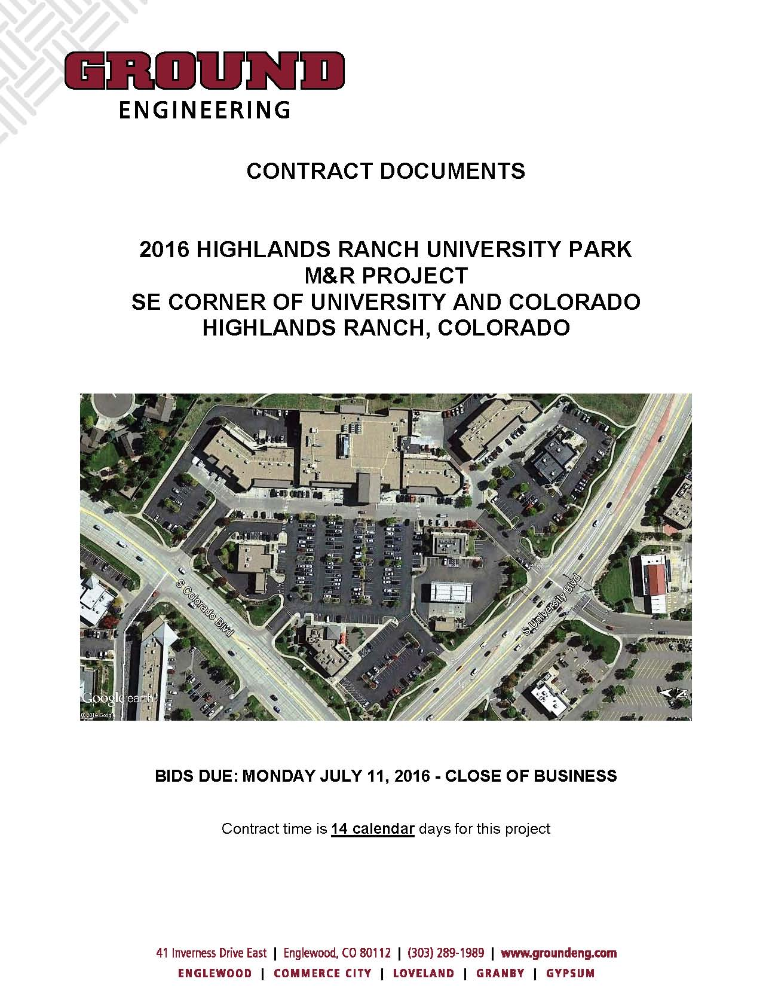 GROUND
ENGINEERING
CONTRACT DOCUMENTS
2016 HIGHLANDS RANCH UNIVERSITY PARK
M&R PROJECT
SE CORNER OF UNIVERSITY AND COLORADO
HIGHLANDS RANCH, COLORADO
S Colorado Blvd
S University Blvd
Google earth
©2014 Google
N
BIDS DUE: MONDAY JULY 11, 2016 - CLOSE OF BUSINESS
Contract time is 14 calendar days for this project
41 Inverness Drive East | Englewood, CO 80112 | (303) 289-1989 | www.groundeng.com
ENGLEWOOD | COMMERCE CITY | LOVELAND | GRANBY | GYPSUM